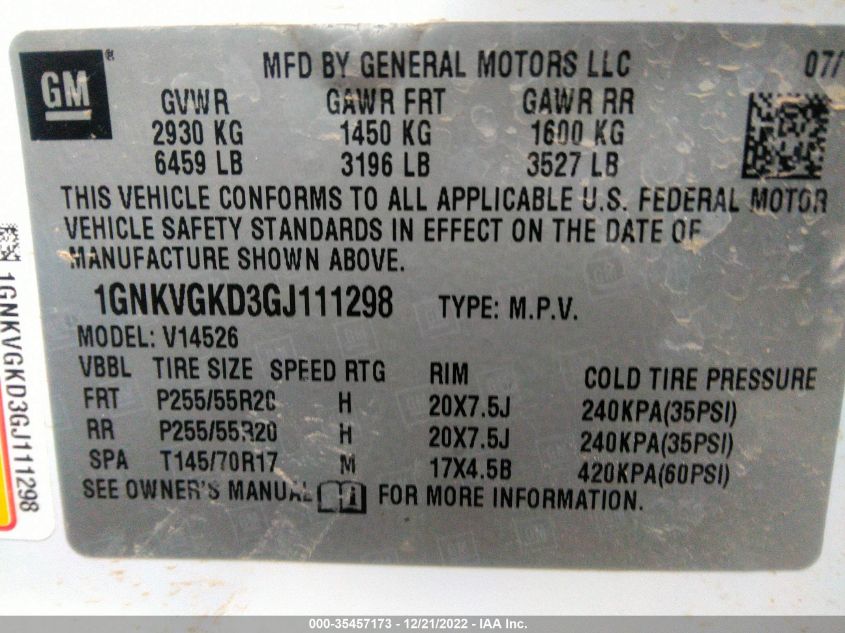 GM ®
MFD BY GENERAL MOTORS LLC 07/
GVWR GAWR FRT GAWR RR
2930 KG 1450 KG 1600 KG
6459 LB 3196 LB 3527 LB
THIS VEHICLE CONFORMS TO ALL APPLICABLE U.S. FEDERAL MOTOR
VEHICLE SAFETY STANDARDS IN EFFECT ON THE DATE OF
MANUFACTURE SHOWN ABOVE.
1GNKVGKD3GJ111298 TYPE: M.P.V.
MODEL: V14526
VBBL TIRE SIZE SPEED RTG RIM COLD TIRE PRESSURE
FRT P255/55R20 H 20X7.5J 240KPA(35PSI)
RR P255/55R20 H 20X7.5J 240KPA(35PSI)
SPA T145/70R17 M 17X4.5B 420KPA(60PSI)
SEE OWNER'S MANUAL i FOR MORE INFORMATION.
1GNKVGKD3GJ111298
000-35457173 - 12/21/2022 - IAA Inc.